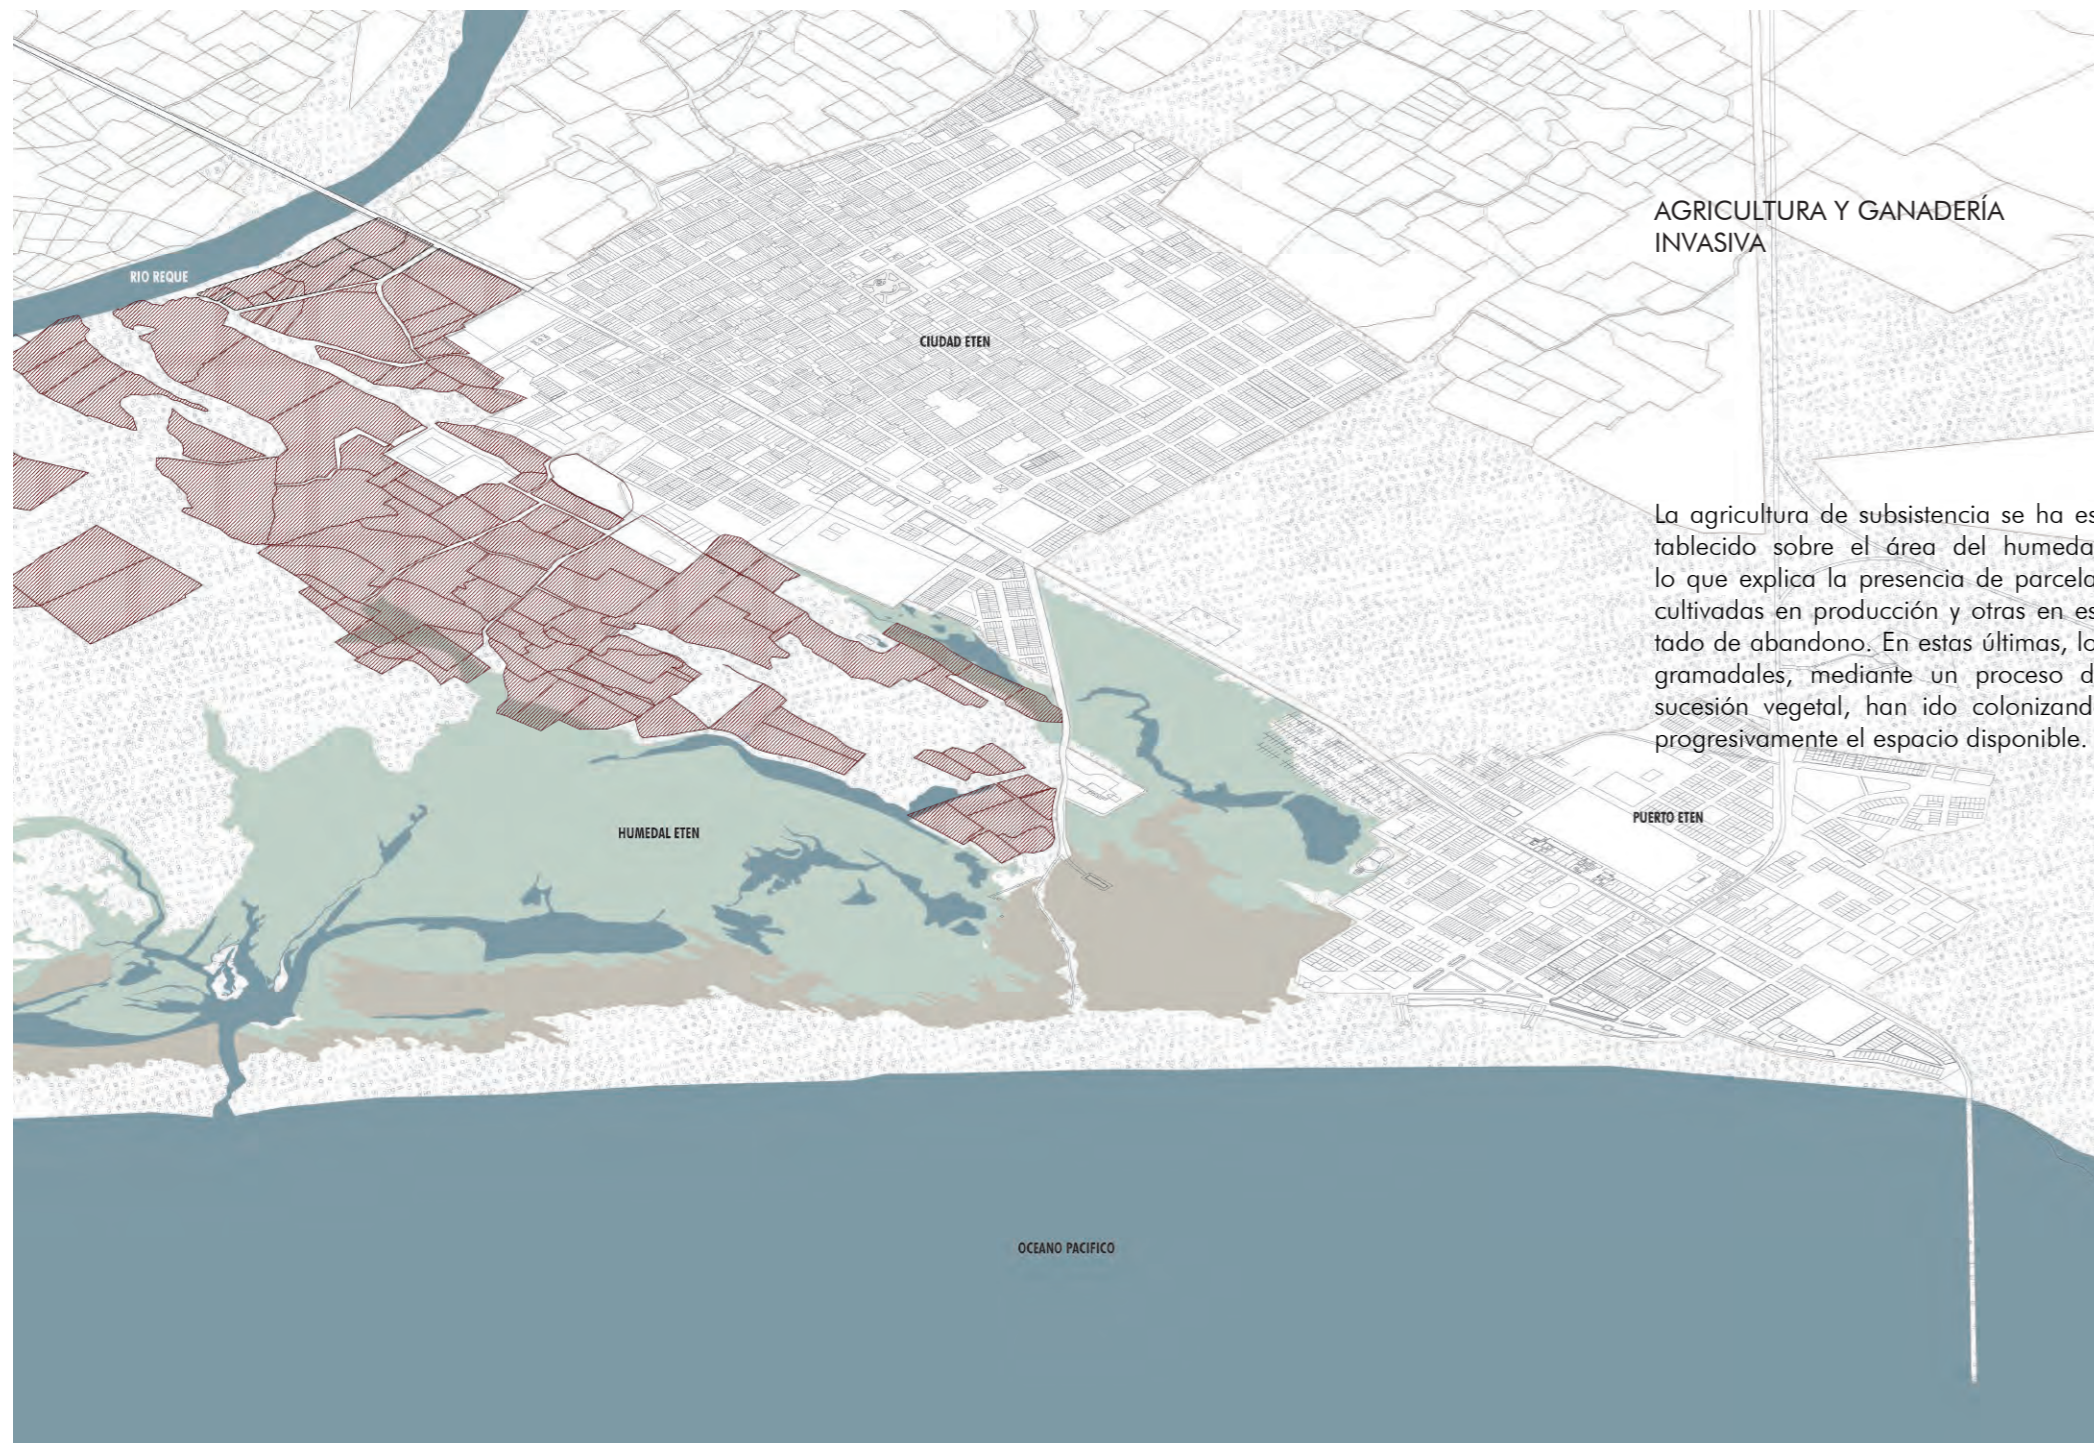 AGRICULTURA Y GANADERÍA
INVASIVA
RIO REQUE
CIUDAD ETEN
La agricultura de subsistencia se ha es
tablecido sobre el área del humeda
lo que explica la presencia de parcela
cultivadas en producción y otras en es
tado de abandono. En estas últimas, lo
gramadales, mediante un proceso d
sucesión vegetal, han ido colonizand
progresivamente el espacio disponible.
PUERTO ETEN
HUMEDAL ETEN
OCEANO PACIFICO